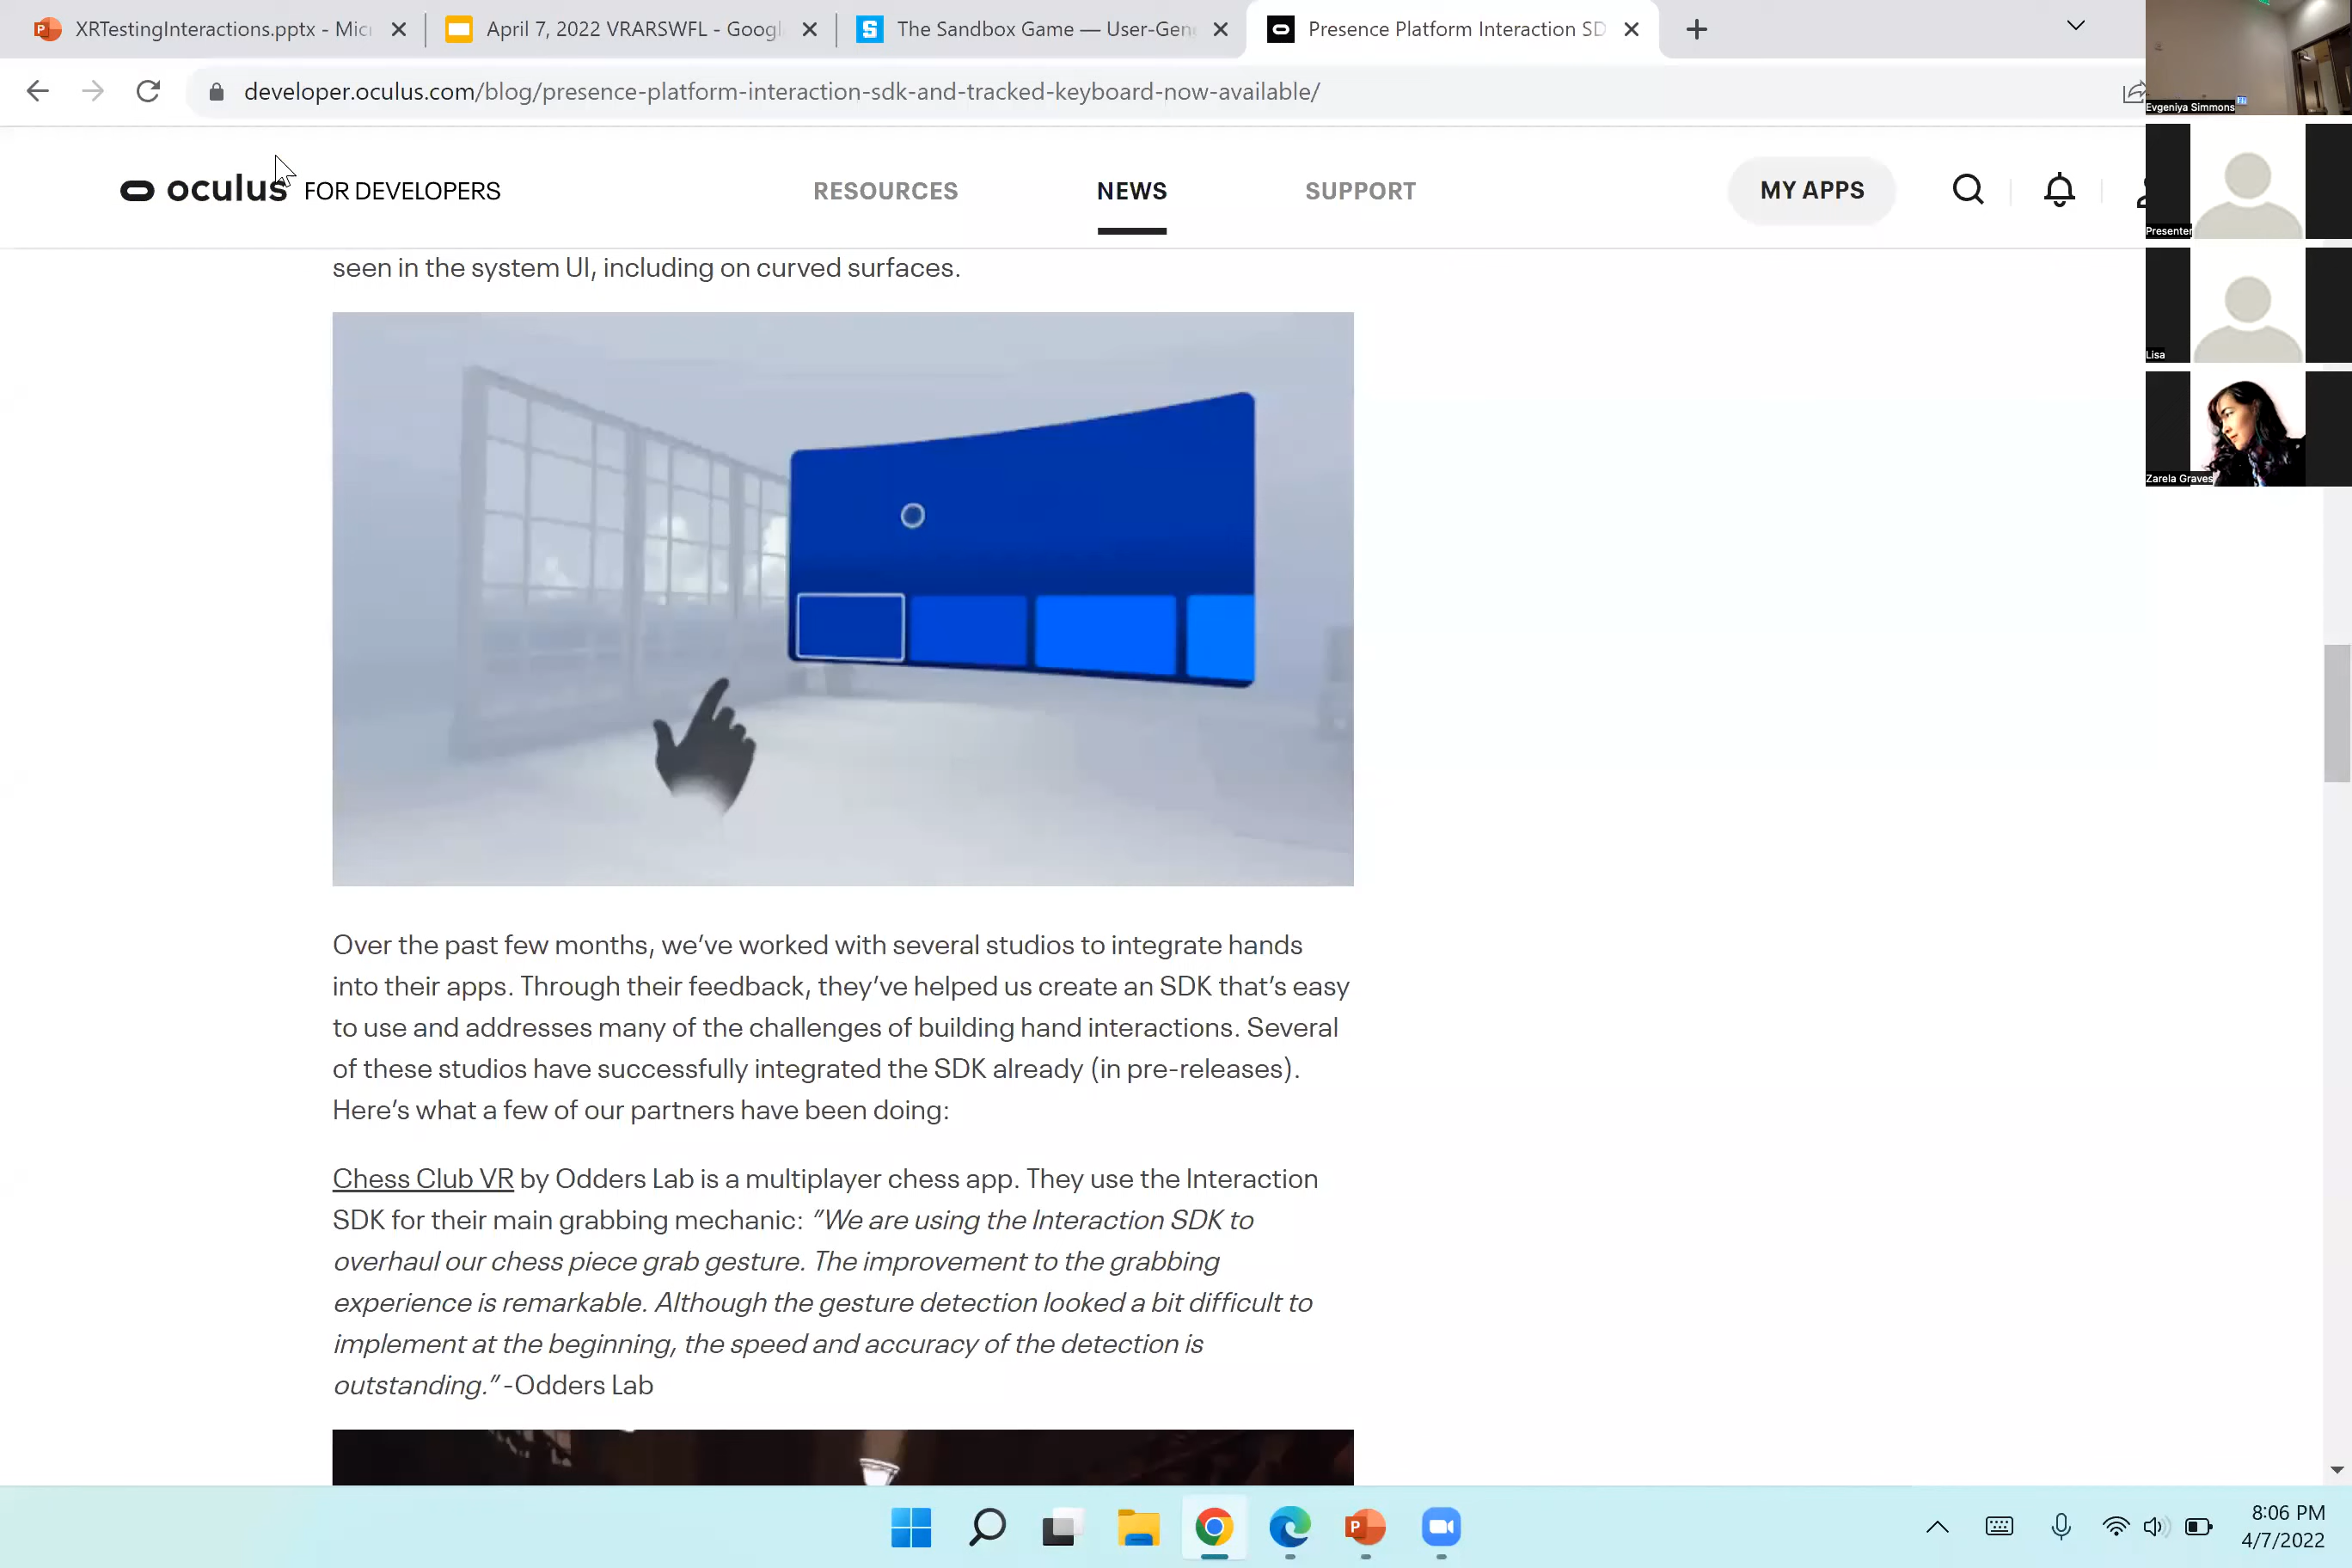 XRTestingInteractions.pptx - Mic
April 7, 2022 VRARSWFL - Googl
The Sandbox Game — User-Gen
Presence Platform Interaction SD
developer.oculus.com/blog/presence-platform-interaction-sdk-and-tracked-keyboard-now-available/
Evgeniya Simmons
oculus FOR DEVELOPERS
RESOURCES
NEWS
SUPPORT
MY APPS
Presenter
Lisa
Zarela Graves
seen in the system UI, including on curved surfaces.
Over the past few months, we’ve worked with several studios to integrate hands
into their apps. Through their feedback, they’ve helped us create an SDK that’s easy
to use and addresses many of the challenges of building hand interactions. Several
of these studios have successfully integrated the SDK already (in pre-releases).
Here’s what a few of our partners have been doing:
Chess Club VR by Odders Lab is a multiplayer chess app. They use the Interaction
SDK for their main grabbing mechanic: “We are using the Interaction SDK to
overhaul our chess piece grab gesture. The improvement to the grabbing
experience is remarkable. Although the gesture detection looked a bit difficult to
implement at the beginning, the speed and accuracy of the detection is
outstanding.” -Odders Lab
8:06 PM
4/7/2022